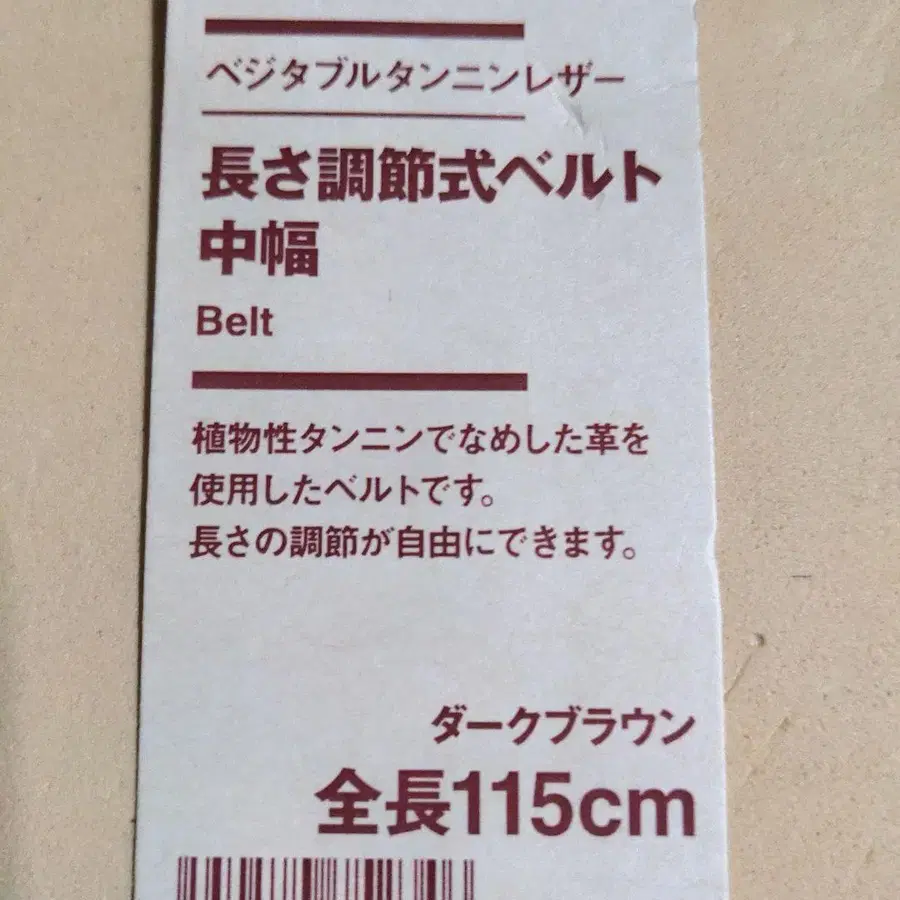 ベジタブルタンニンレザー
長さ調節式ベルト
中幅
Belt
植物性タンニンでなめした革を
使用したベルトです。
長さの調節が自由にできます。
ダークブラウン
全長115cm